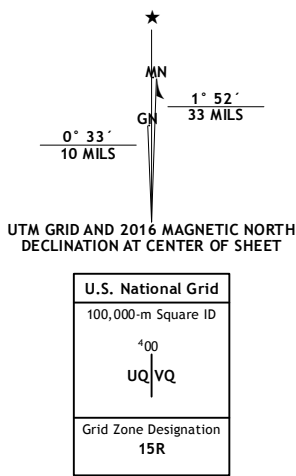 ★
MN
1° 52´
33 MILS
GN
0° 33´
10 MILS
UTM GRID AND 2016 MAGNETIC NORTH
DECLINATION AT CENTER OF SHEET
U.S. National Grid
100,000-m Square ID
⁴00
UQ VQ
Grid Zone Designation
15R